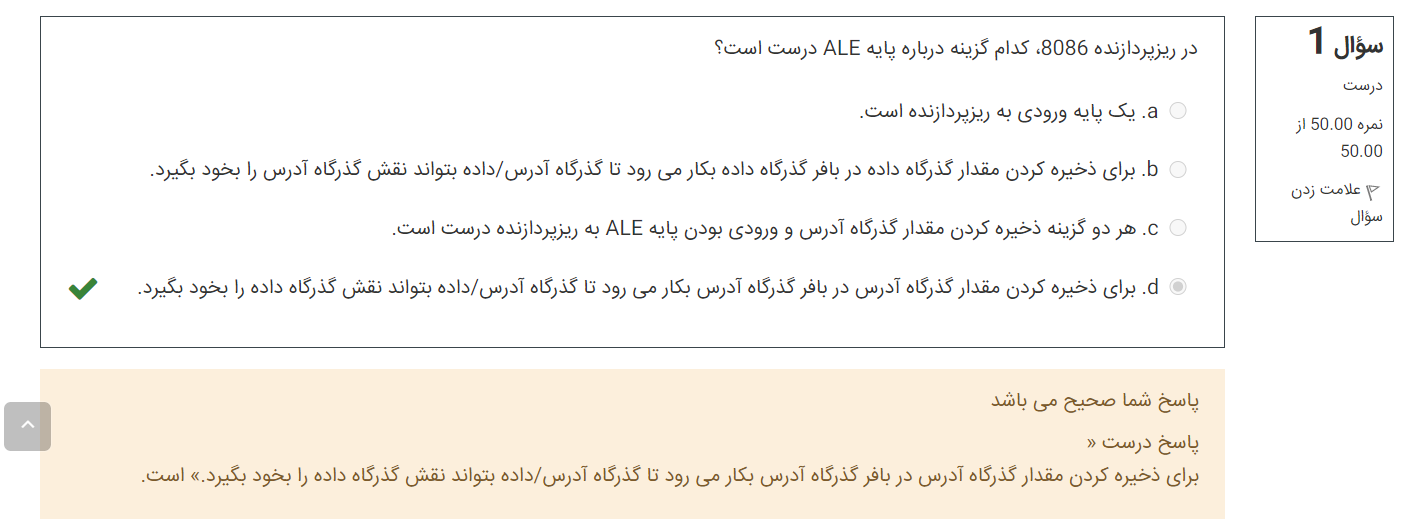 سؤال 1
درست
نمره 50.00 از
50.00
علامت زدن
سؤال
در ریزپردازنده 8086، کدام گزینه درباره پایه ALE درست است؟
a. یک پایه ورودی به ریزپردازنده است.
b. برای ذخیره کردن مقدار گذرگاه داده در بافر گذرگاه داده بکار می رود تا گذرگاه آدرس/داده بتواند نقش گذرگاه آدرس را بخود بگیرد.
c. هر دو گزینه ذخیره کردن مقدار گذرگاه آدرس و ورودی بودن پایه ALE به ریزپردازنده درست است.
d. برای ذخیره کردن مقدار گذرگاه آدرس در بافر گذرگاه آدرس بکار می رود تا گذرگاه آدرس/داده بتواند نقش گذرگاه داده را بخود بگیرد.
پاسخ شما صحیح می باشد
پاسخ درست «
برای ذخیره کردن مقدار گذرگاه آدرس در بافر گذرگاه آدرس بکار می رود تا گذرگاه آدرس/داده بتواند نقش گذرگاه داده را بخود بگیرد.» است.